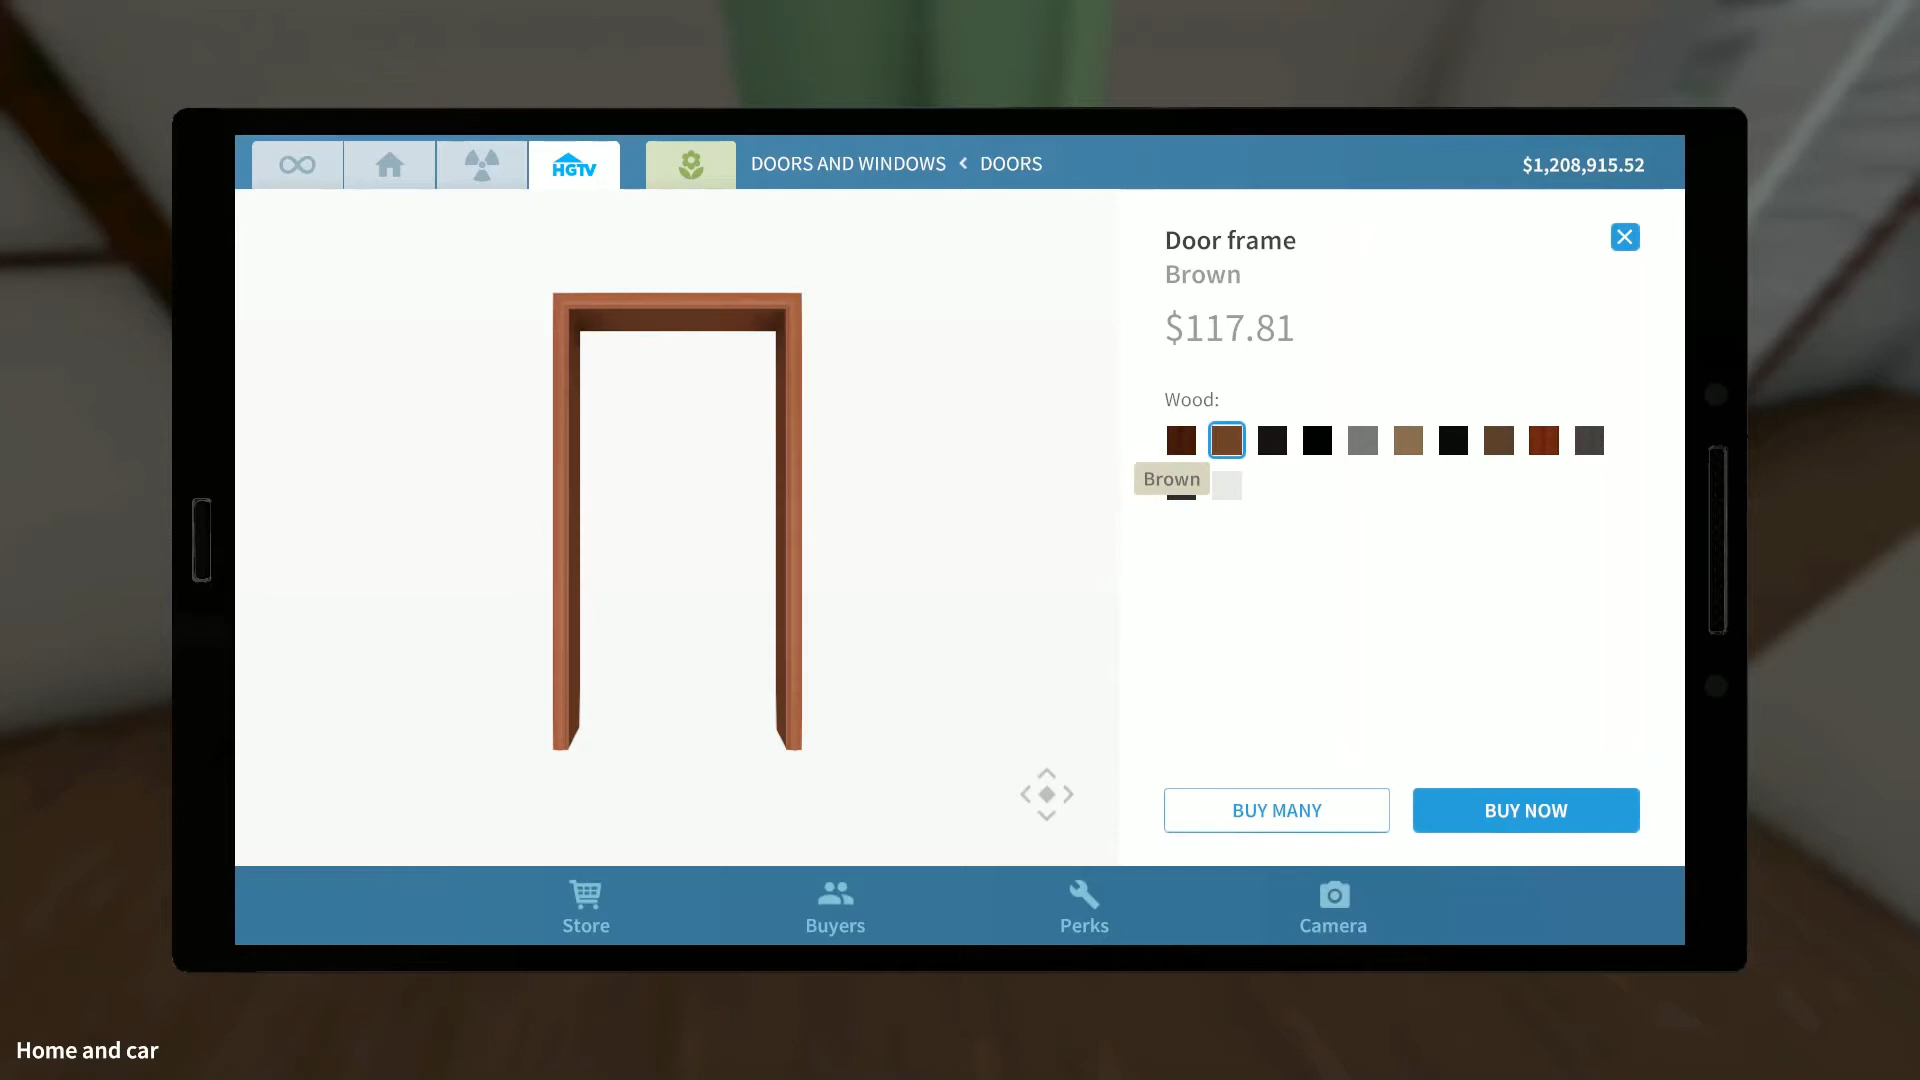 HGTV
DOORS AND WINDOWS < DOORS
$1,208,915.52
Door frame
Brown
$117.81
Wood:
Brown
BUY MANY
BUY NOW
Store
Buyers
Perks
Camera
Home and car